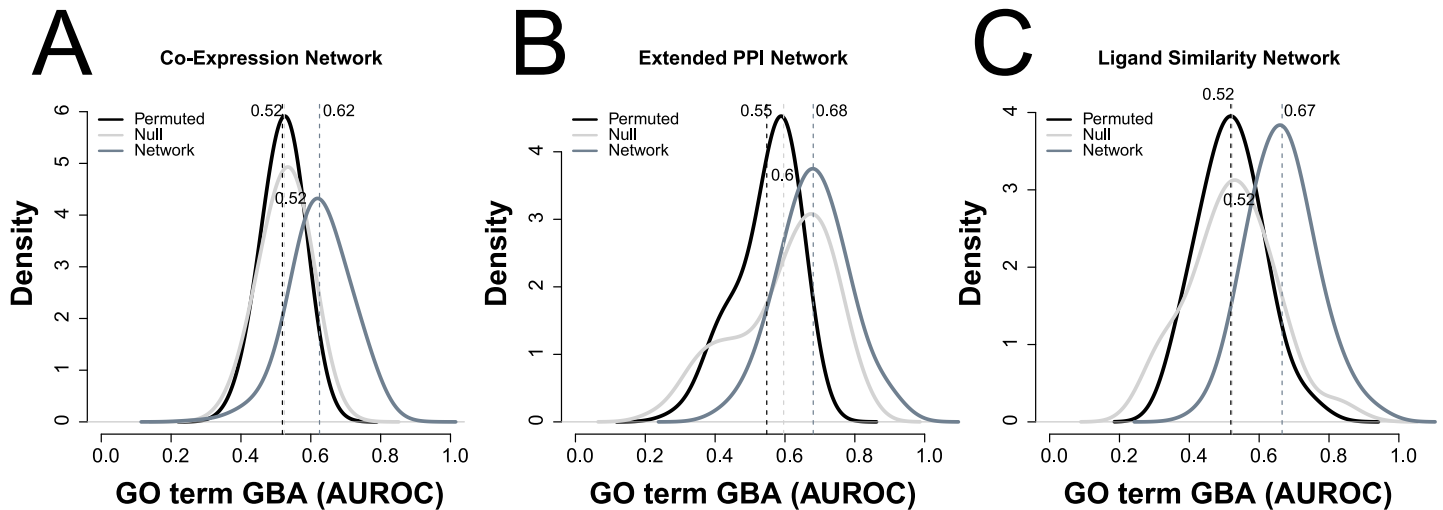 A
Co-Expression Network
0.52
0.62
Permuted
Null
Network
0.52
6
5
4
3
2
1
0
Density
0.0 0.2 0.4 0.6 0.8 1.0
GO term GBA (AUROC)
B
Extended PPI Network
0.55
0.68
Permuted
Null
Network
0.6
4
3
2
1
0
Density
0.0 0.2 0.4 0.6 0.8 1.0
GO term GBA (AUROC)
C
Ligand Similarity Network
0.52
0.67
Permuted
Null
Network
0.52
4
3
2
1
0
Density
0.0 0.2 0.4 0.6 0.8 1.0
GO term GBA (AUROC)